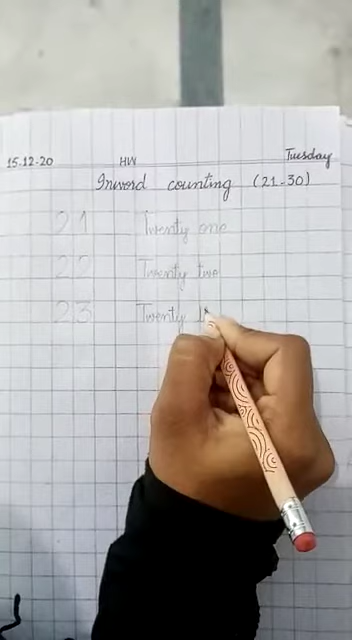 15.12.20 HW Tuesday
Inword counting (21-30)
21 Twenty one
22 Twenty two
23 Twenty